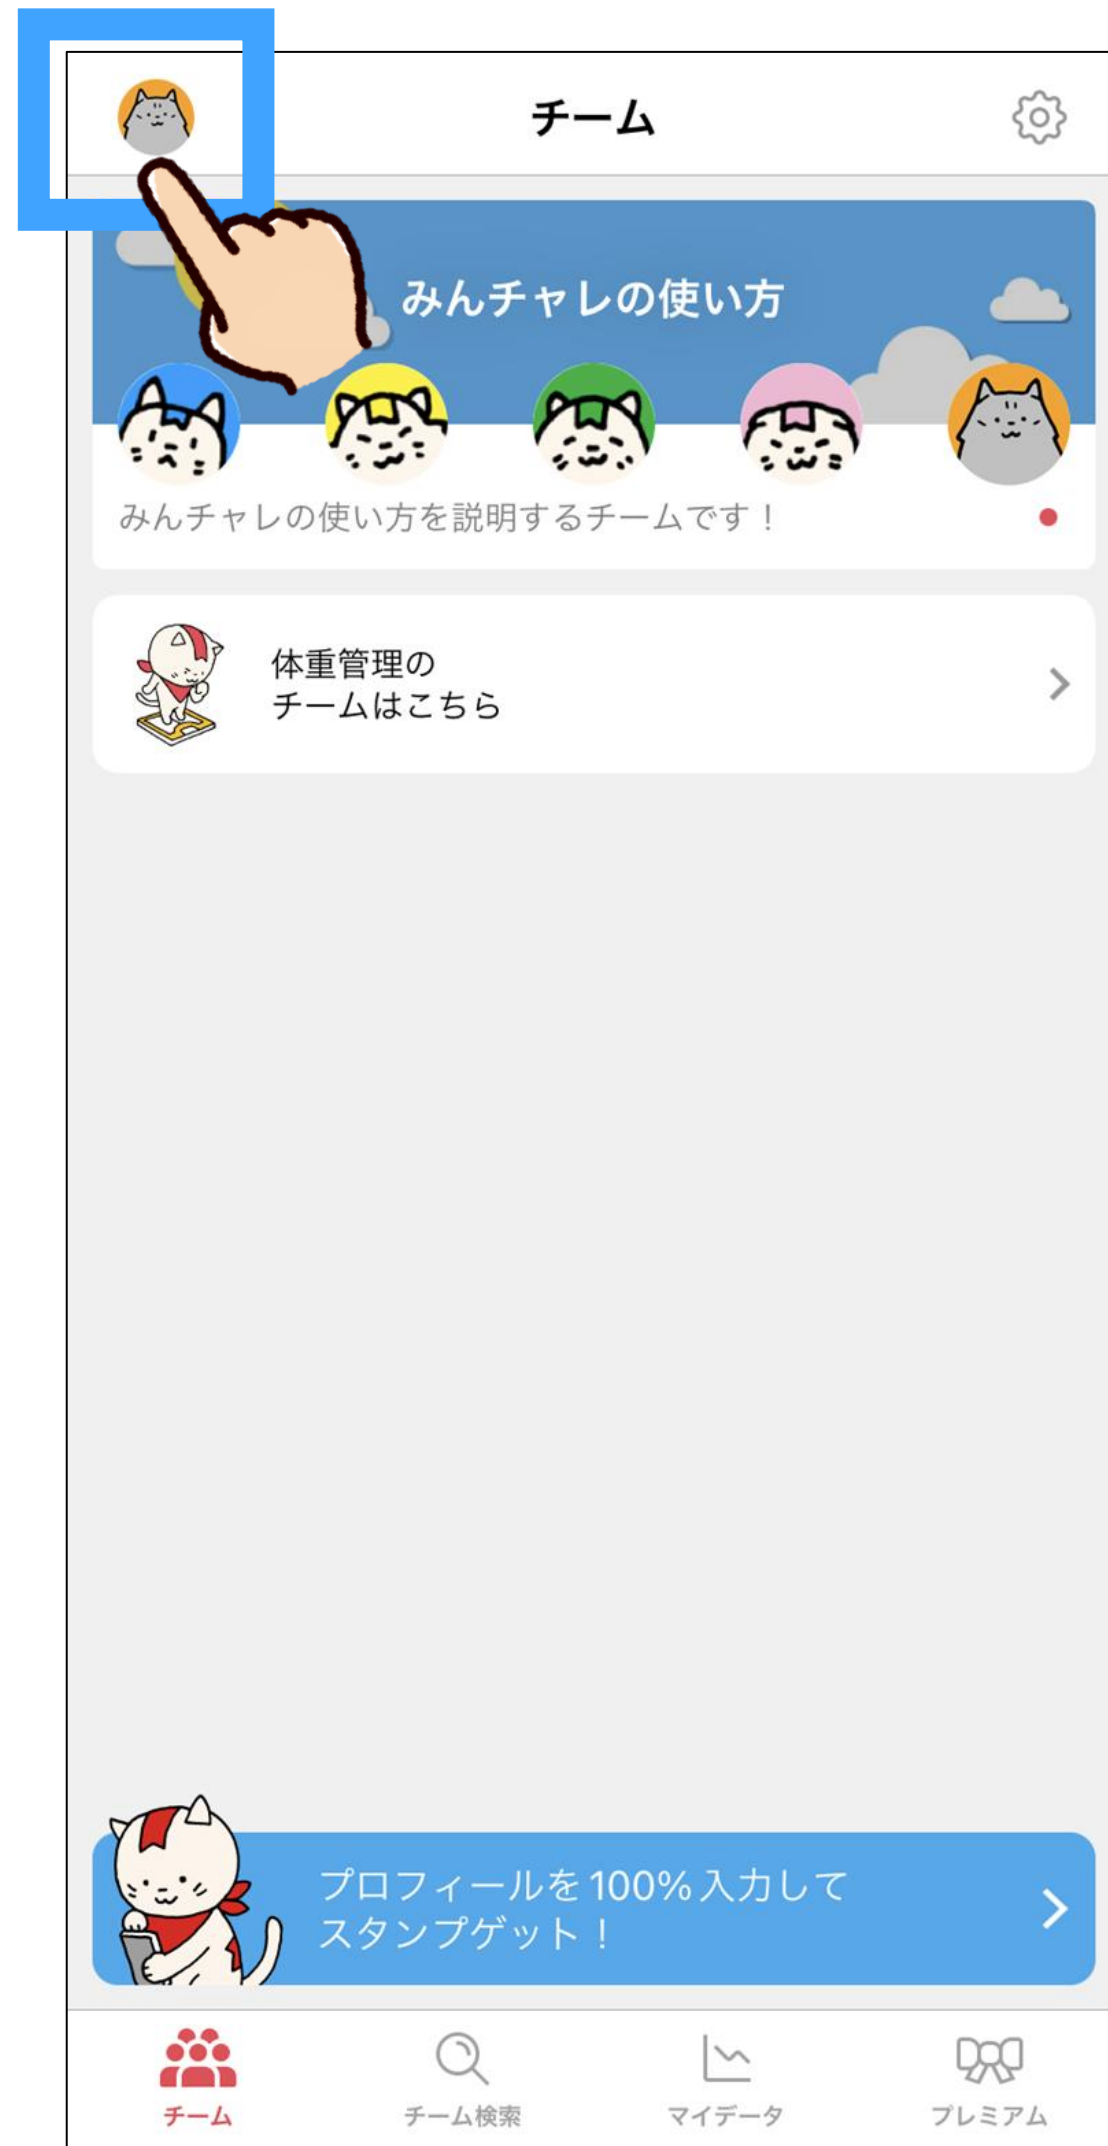 チーム
みんチャレの使い方
みんチャレの使い方を説明するチームです！
体重管理の
チームはこちら
プロフィールを100%入力して
スタンプゲット！
チーム
チーム検索
マイデータ
プレミアム